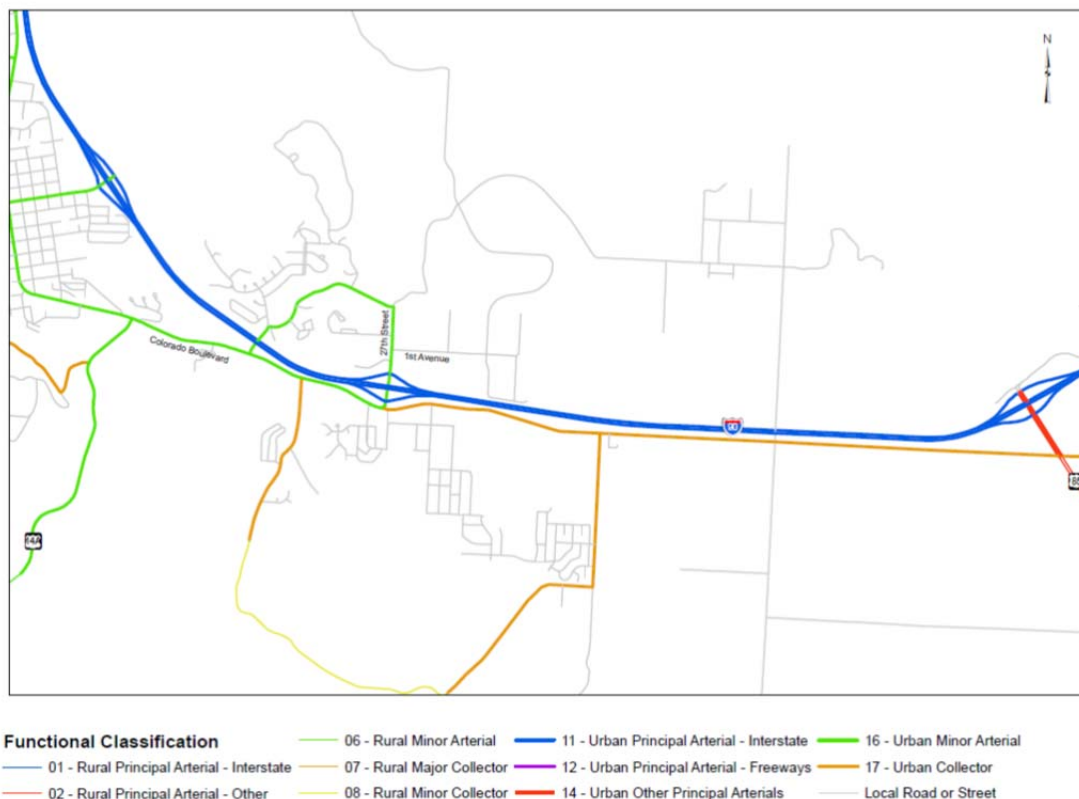 N
27th Street
Colorado Boulevard
1st Avenue
90
14A
Functional Classification
01 - Rural Principal Arterial - Interstate
02 - Rural Principal Arterial - Other
06 - Rural Minor Arterial
07 - Rural Major Collector
08 - Rural Minor Collector
11 - Urban Principal Arterial - Interstate
12 - Urban Principal Arterial - Freeways
14 - Urban Other Principal Arterials
16 - Urban Minor Arterial
17 - Urban Collector
Local Road or Street